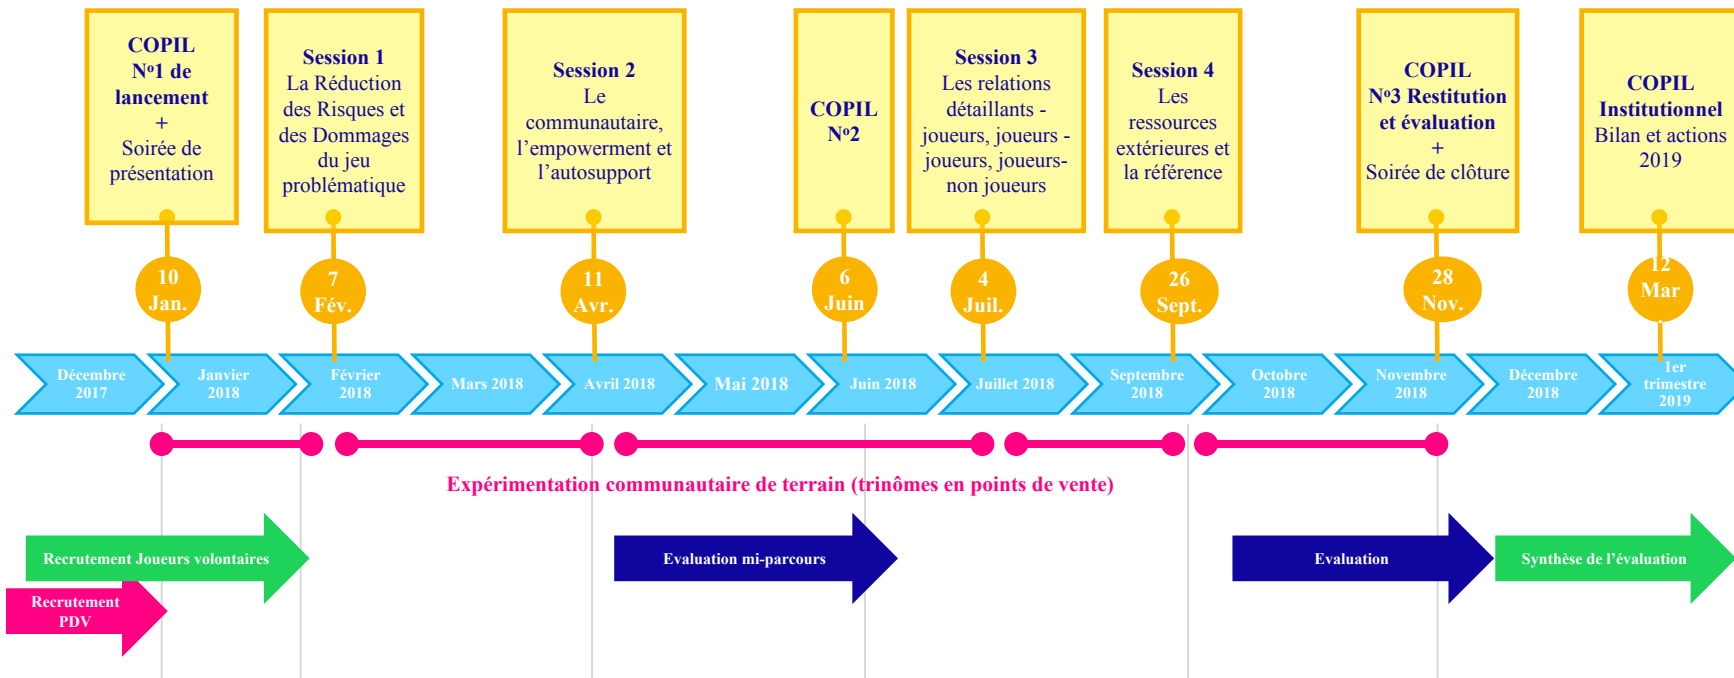 COPIL
Nº1 de
lancement
+
Soirée de
présentation
Session 1
La Réduction
des Risques et
des Dommages
du jeu
problématique
Session 2
Le
communautaire,
l’empowerment et
l’autosupport
COPIL
Nº2
Session 3
Les relations
détaillants -
joueurs, joueurs -
joueurs, joueurs-
non joueurs
Session 4
Les
ressources
extérieures et
la référence
COPIL
Nº3 Restitution
et évaluation
+
Soirée de clôture
COPIL
Institutionnel
Bilan et actions
2019
10
Jan.
7
Fév.
11
Avr.
6
Juin
4
Juil.
26
Sept.
28
Nov.
12
Mar
Décembre
2017
Janvier
2018
Février
2018
Mars 2018
Avril 2018
Mai 2018
Juin 2018
Juillet 2018
Septembre
2018
Octobre
2018
Novembre
2018
Décembre
2018
1er
trimestre
2019
Expérimentation communautaire de terrain (trinômes en points de vente)
Recrutement Joueurs volontaires
Evaluation mi-parcours
Evaluation
Synthèse de l’évaluation
Recrutement
PDV